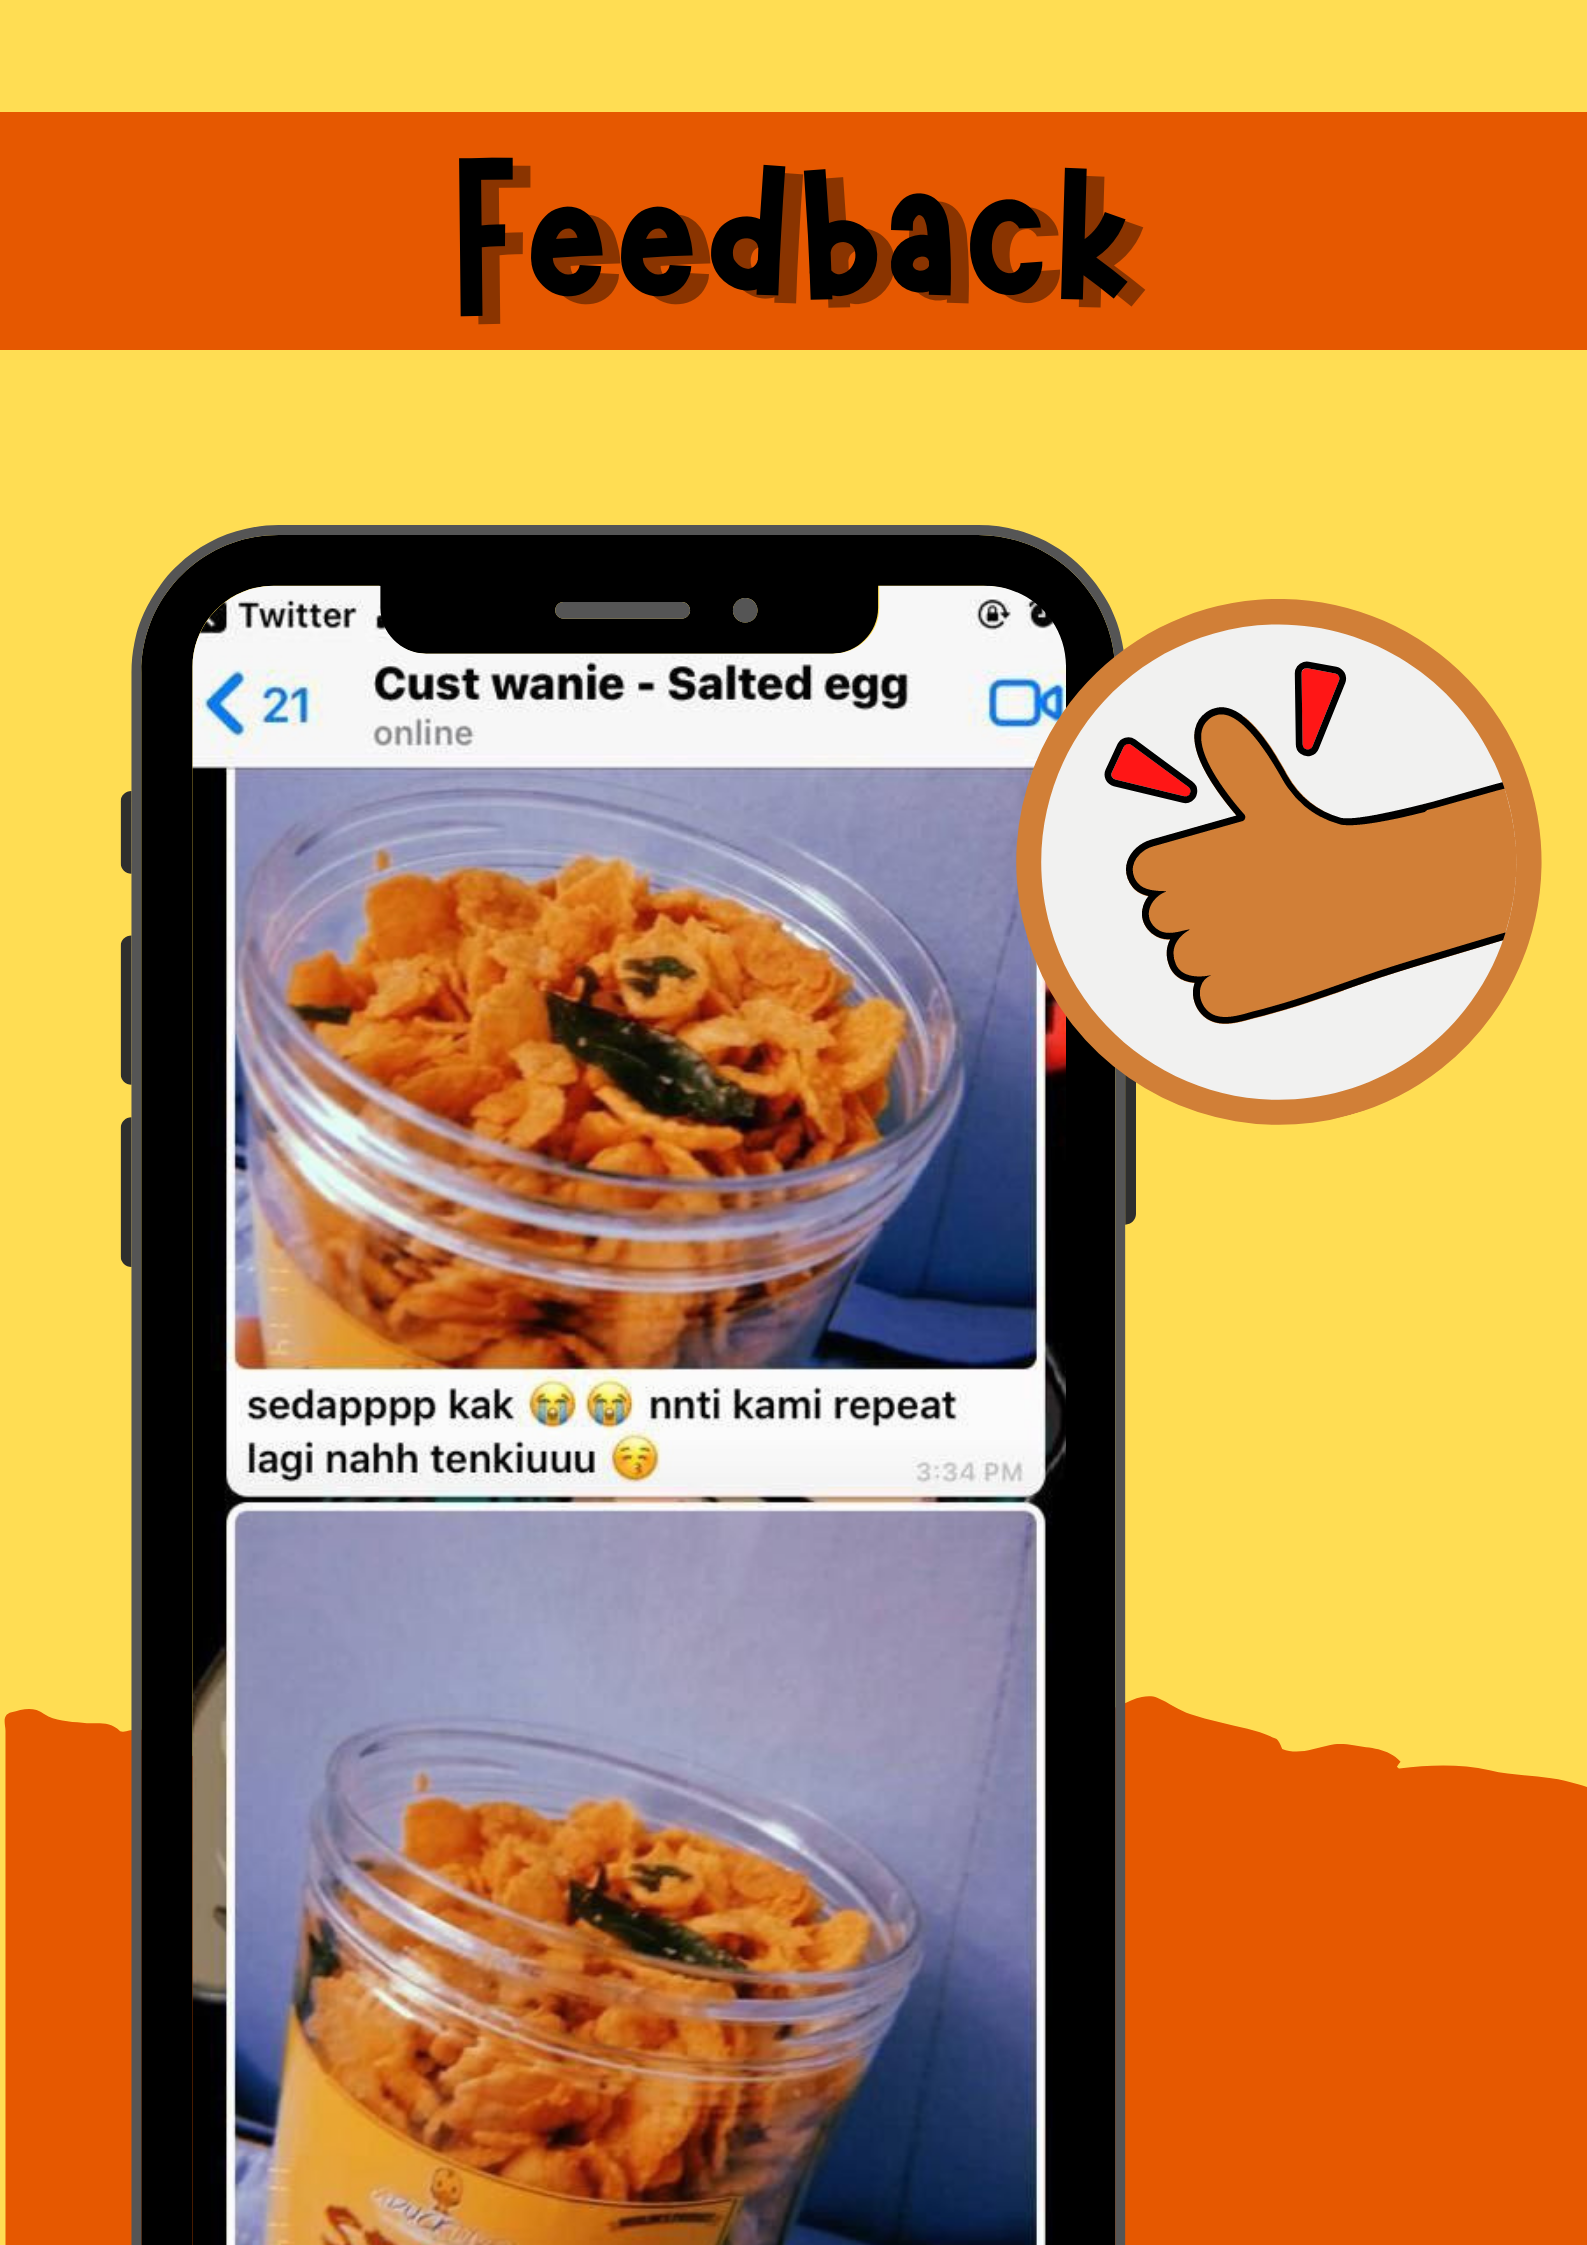 Feedback
Twitter
21
Cust wanie - Salted egg
online
sedapppp kak 😭😭 nnti kami repeat
lagi nahh tenkiuuu 😚
3:34 PM